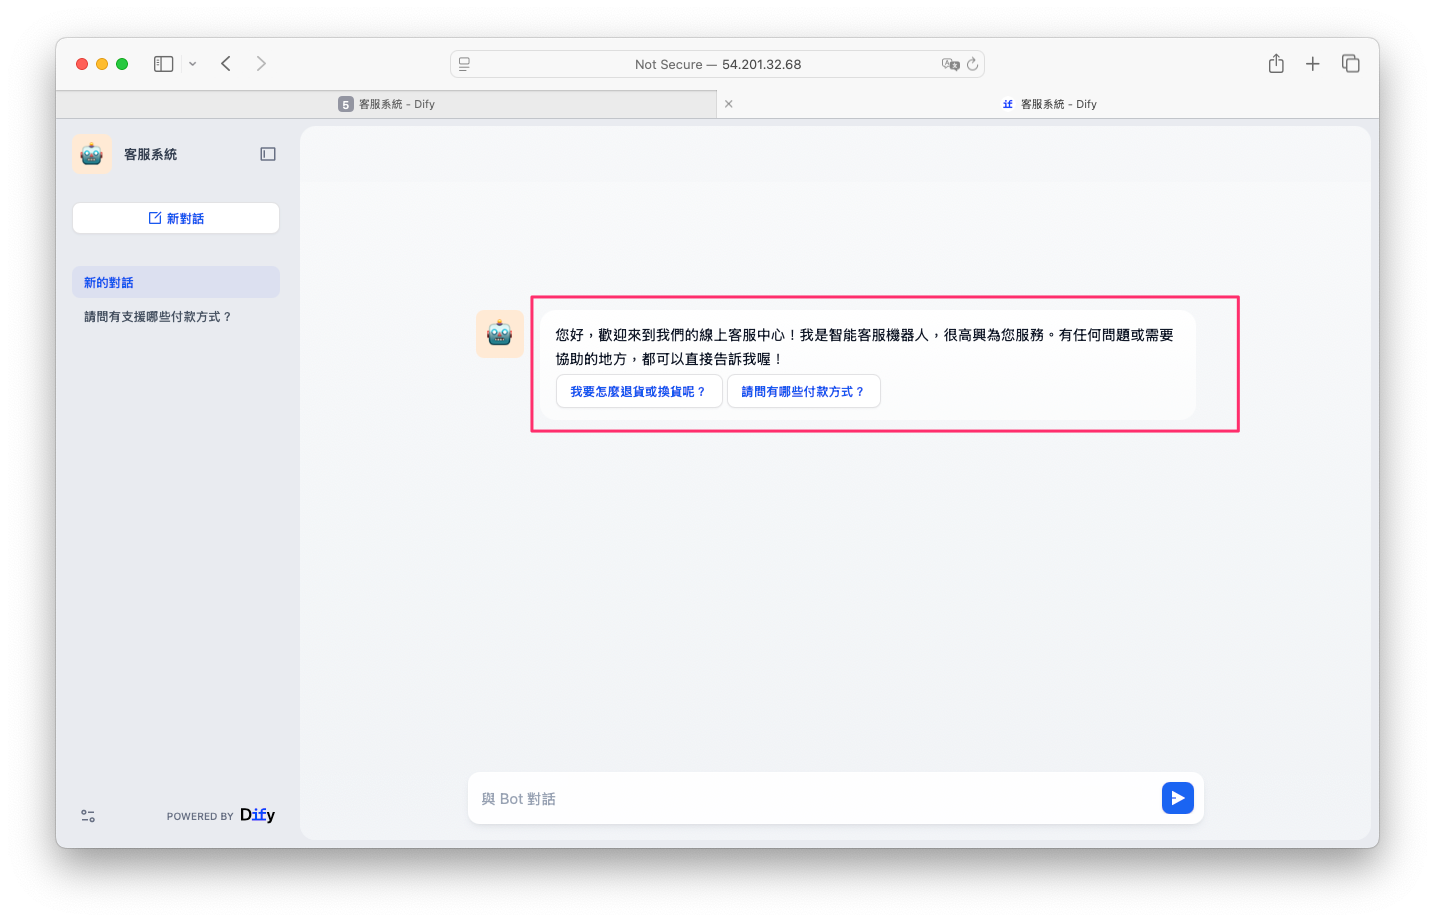 Not Secure — 54.201.32.68
5 客服系統 - Dify
if 客服系統 - Dify
客服系統
新對話
新的對話
請問有支援哪些付款方式？
您好，歡迎來到我們的線上客服中心！我是智能客服機器人，很高興為您服務。有任何問題或需要
協助的地方，都可以直接告訴我喔！
我要怎麼退貨或換貨呢？
請問有哪些付款方式？
與 Bot 對話
POWERED BY Dify